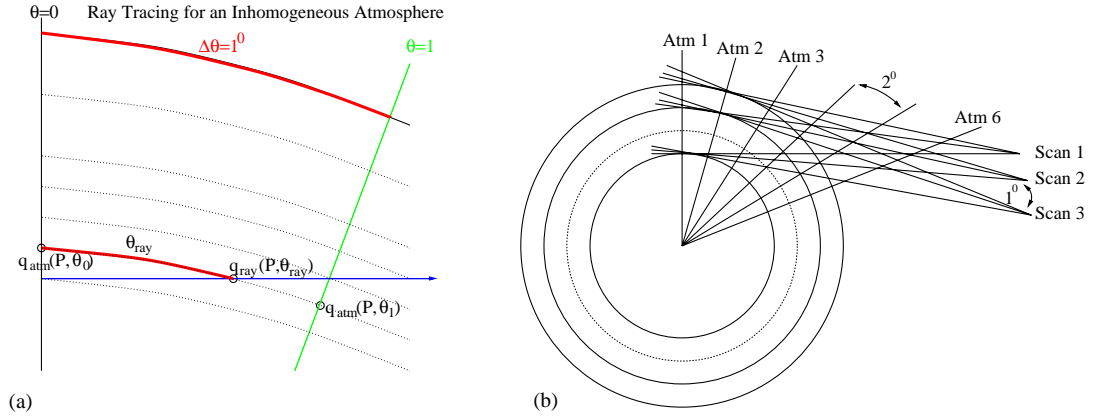 θ=0 Ray Tracing for an Inhomogeneous Atmosphere
Δθ=1⁰
θ=1
θray
qatm(P,θ0)
qray(P,θray)
qatm(P,θ1)
(a)
Atm 1
Atm 2
Atm 3
2⁰
Atm 6
Scan 1
Scan 2
1⁰
Scan 3
(b)